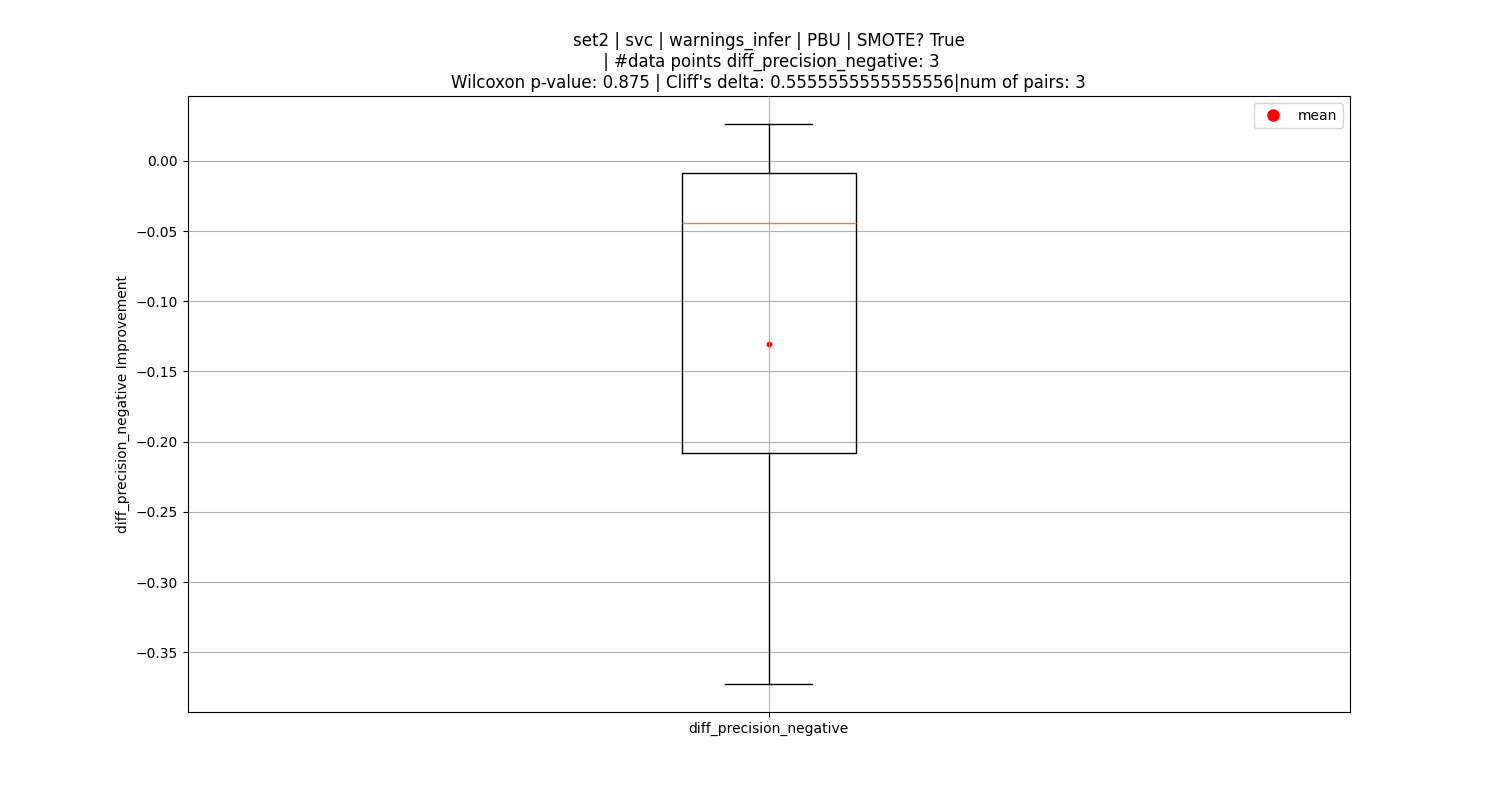 set2 | svc | warnings_infer | PBU | SMOTE? True
| #data points diff_precision_negative: 3
Wilcoxon p-value: 0.875 | Cliff's delta: 0.5555555555555556|num of pairs: 3
mean
0.00
−0.05
−0.10
−0.15
−0.20
−0.25
−0.30
−0.35
diff_precision_negative Improvement
diff_precision_negative